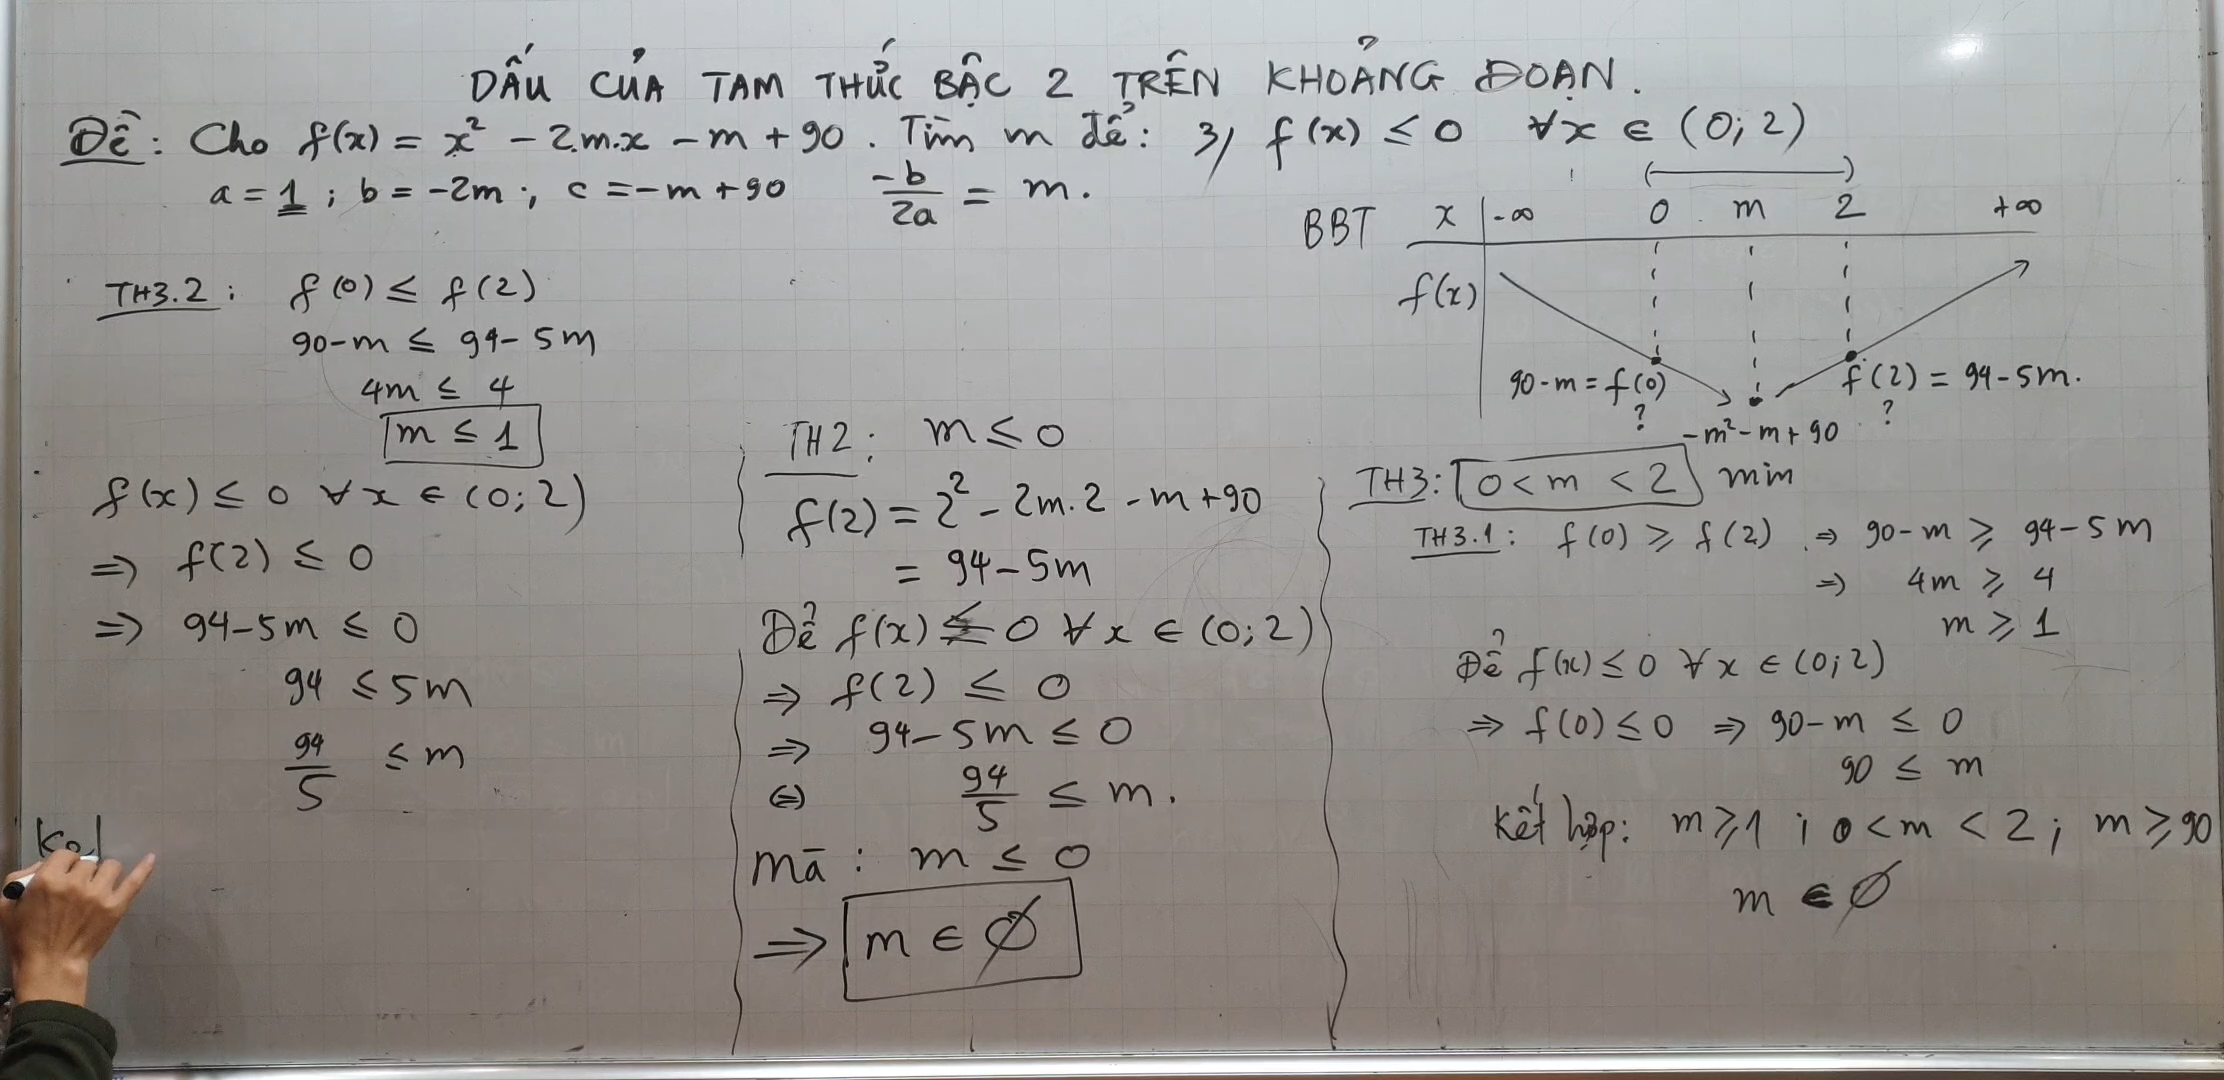 DẤU CỦA TAM THỨC BẬC 2 TRÊN KHOẢNG ĐOẠN.
Đề: Cho f(x) = x² - 2.m.x - m + 90. Tìm m để: 3/ f(x) ≤ 0 ∀x ∈ (0; 2)
a = 1; b = -2m; c = -m + 90 -b/2a = m.
BBT x -∞ 0 m 2 +∞
f(x)
90-m = f(0) f(2) = 94-5m.
? ?
-m²-m+90
TH3.2: f(0) ≤ f(2)
90-m ≤ 94-5m
4m ≤ 4
m ≤ 1
f(x) ≤ 0 ∀x ∈ (0; 2)
⇒ f(2) ≤ 0
⇒ 94-5m ≤ 0
94 ≤ 5m
94/5 ≤ m
Kế
TH2: m ≤ 0
f(2) = 2² - 2m.2 - m + 90
= 94-5m
Để f(x) ≤ 0 ∀x ∈ (0; 2)
⇒ f(2) ≤ 0
⇒ 94-5m ≤ 0
⇔ 94/5 ≤ m.
mà: m ≤ 0
⇒ m ∈ ∅
TH3: 0 < m < 2 min
TH3.1: f(0) ≥ f(2) ⇒ 90-m ≥ 94-5m
⇒ 4m ≥ 4
m ≥ 1
Để f(x) ≤ 0 ∀x ∈ (0; 2)
⇒ f(0) ≤ 0 ⇒ 90-m ≤ 0
90 ≤ m
Kết hợp: m ≥ 1; 0 < m < 2; m ≥ 90
m ∈ ∅